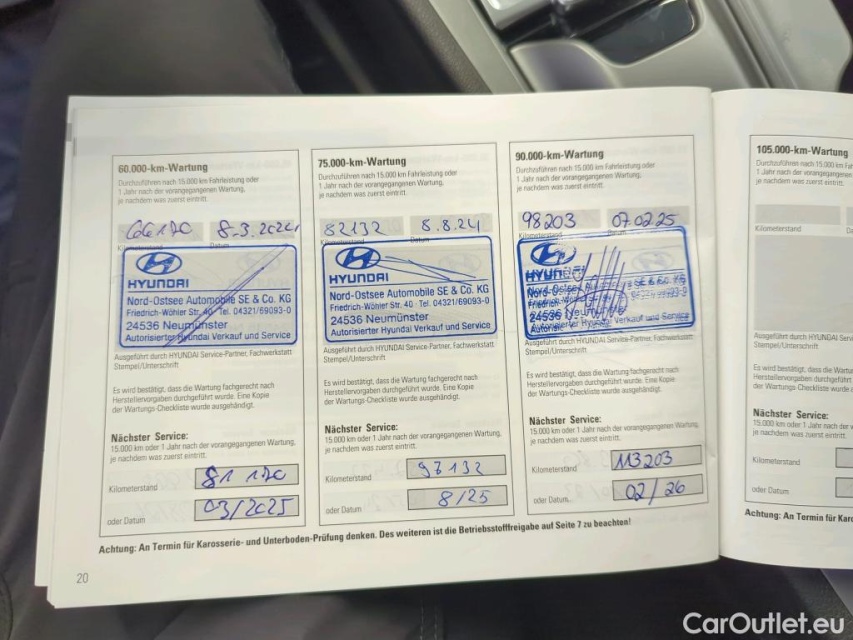 60.000-km-Wartung
Durchzuführen nach 15.000 km Fahrleistung oder
1 Jahr nach der vorangegangenen Wartung,
je nachdem was zuerst eintritt.
66170 8.3.2024
Datum
HYUNDAI
Nord-Ostsee Automobile SE & Co. KG
Friedrich-Wöhler Str. 40 · Tel. 04321/69093-0
24536 Neumünster
Autorisierter Hyundai Verkauf und Service
Ausgeführt durch HYUNDAI Service-Partner, Fachwerkstatt
Stempel/Unterschrift
Es wird bestätigt, dass die Wartung fachgerecht nach
Herstellervorgaben durchgeführt wurde. Eine Kopie
der Wartungs-Checkliste wurde ausgehändigt.
Nächster Service:
15.000 km oder 1 Jahr nach der vorangegangenen Wartung,
je nachdem was zuerst eintritt.
Kilometerstand 81170
oder Datum 03/2025
75.000-km-Wartung
Durchzuführen nach 15.000 km Fahrleistung oder
1 Jahr nach der vorangegangenen Wartung,
je nachdem was zuerst eintritt.
82132 8.8.24
Kilometerstand Datum
HYUNDAI
Nord-Ostsee Automobile SE & Co. KG
Friedrich-Wöhler Str. 40 · Tel. 04321/69093-0
24536 Neumünster
Autorisierter Hyundai Verkauf und Service
Ausgeführt durch HYUNDAI Service-Partner, Fachwerkstatt
Stempel/Unterschrift
Es wird bestätigt, dass die Wartung fachgerecht nach
Herstellervorgaben durchgeführt wurde. Eine Kopie
der Wartungs-Checkliste wurde ausgehändigt.
Nächster Service:
15.000 km oder 1 Jahr nach der vorangegangenen Wartung,
je nachdem was zuerst eintritt.
Kilometerstand 97132
oder Datum 8/25
90.000-km-Wartung
Durchzuführen nach 15.000 km Fahrleistung oder
1 Jahr nach der vorangegangenen Wartung,
je nachdem was zuerst eintritt.
98203 07.02.25
Kilometerstand Datum
HYUNDAI
Nord-Ostsee Automobile SE & Co. KG
24536
Verkauf und Service
Ausgeführt durch HYUNDAI Service-Partner, Fachwerkstatt
Stempel/Unterschrift
Es wird bestätigt, dass die Wartung fachgerecht nach
Herstellervorgaben durchgeführt wurde. Eine Kopie
der Wartungs-Checkliste wurde ausgehändigt.
Nächster Service:
15.000 km oder 1 Jahr nach der vorangegangenen Wartung,
je nachdem was zuerst eintritt.
Kilometerstand 113203
oder Datum 02/26
Achtung: An Termin für Karosserie- und Unterboden-Prüfung denken. Des weiteren ist die Betriebsstofffreigabe auf Seite 7 zu beachten!
20
105.000-km-Wartung
Durchzuführen nach 15.000 km
1 Jahr nach der vorangegangenen
je nachdem was zuerst eintritt.
Kilometerstand
Ausgeführt durch HYUNDAI
Stempel/Unterschrift
Es wird bestätigt, dass die
Herstellervorgaben
der Wartungs-Checkliste
Nächster Service:
15.000 km oder 1 Jahr nach
je nachdem was zuerst eintritt.
Kilometerstand
oder Datum
Achtung: An Termin für
CarOutlet.eu